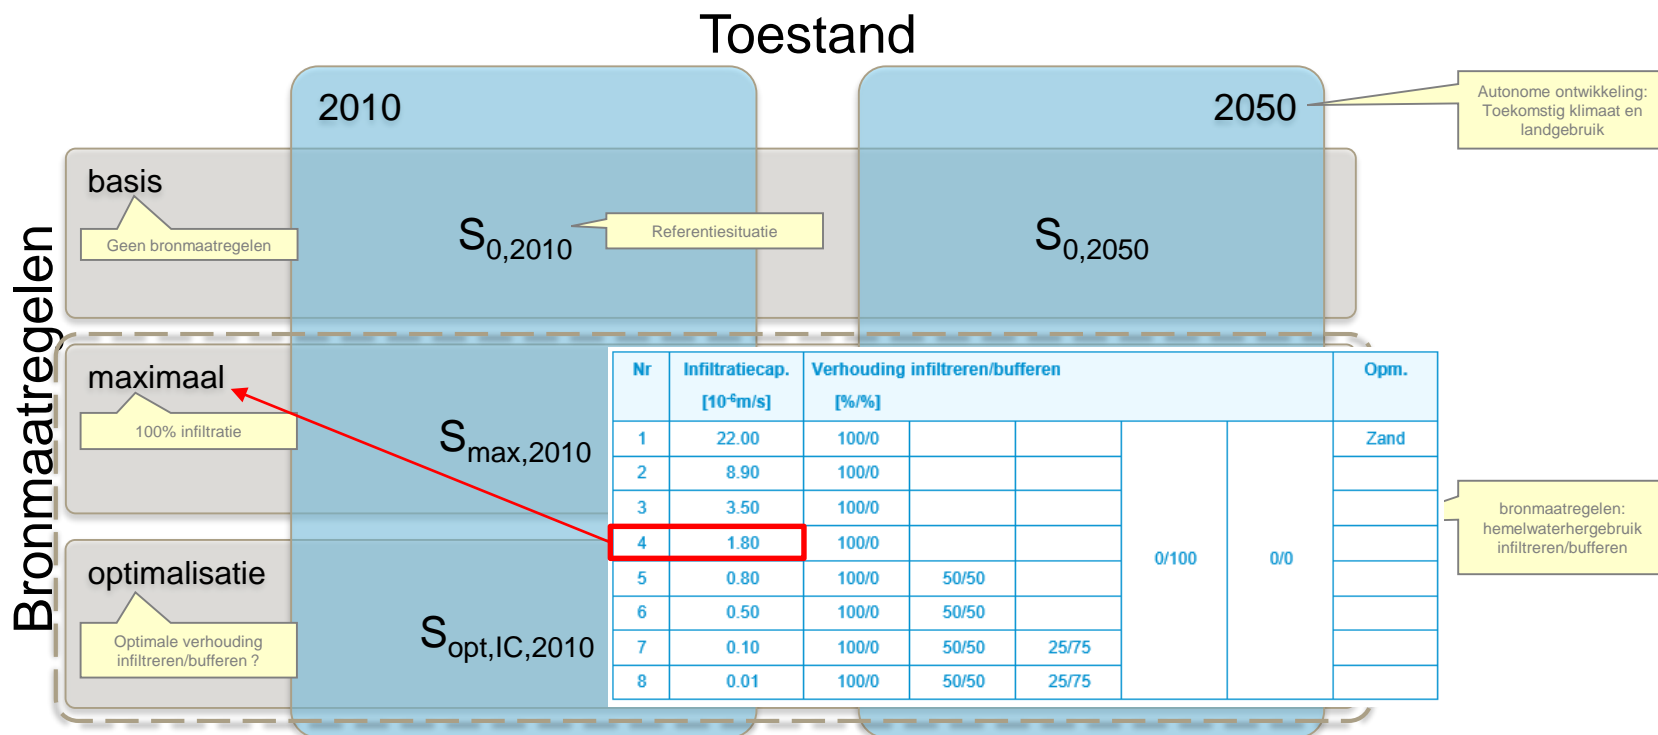 Toestand
2010
2050
Autonome ontwikkeling:
Toekomstig klimaat en
landgebruik
Bronmaatregelen
basis
Geen bronmaatregelen
S0,2010
Referentiesituatie
S0,2050
maximaal
100% infiltratie
Smax,2010
optimalisatie
Optimale verhouding
infiltreren/bufferen ?
Sopt,IC,2010
Nr Infiltratiecap. Verhouding infiltreren/bufferen Opm.
[10-6m/s] [%/%]
1 22.00 100/0 Zand
2 8.90 100/0
3 3.50 100/0
4 1.80 100/0
0/100 0/0
5 0.80 100/0 50/50
6 0.50 100/0 50/50
7 0.10 100/0 50/50 25/75
8 0.01 100/0 50/50 25/75
bronmaatregelen:
hemelwaterhergebruik
infiltreren/bufferen